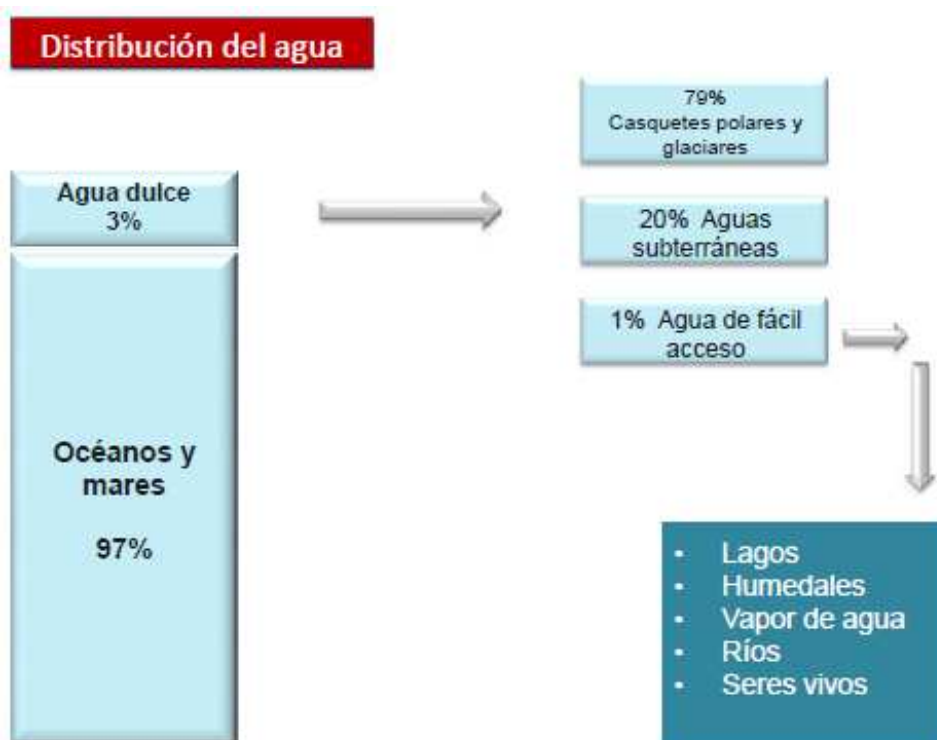 Distribución del agua
Agua dulce
3%
Océanos y
mares
97%
79%
Casquetes polares y
glaciares
20% Aguas
subterráneas
1% Agua de fácil
acceso
• Lagos
• Humedales
• Vapor de agua
• Ríos
• Seres vivos